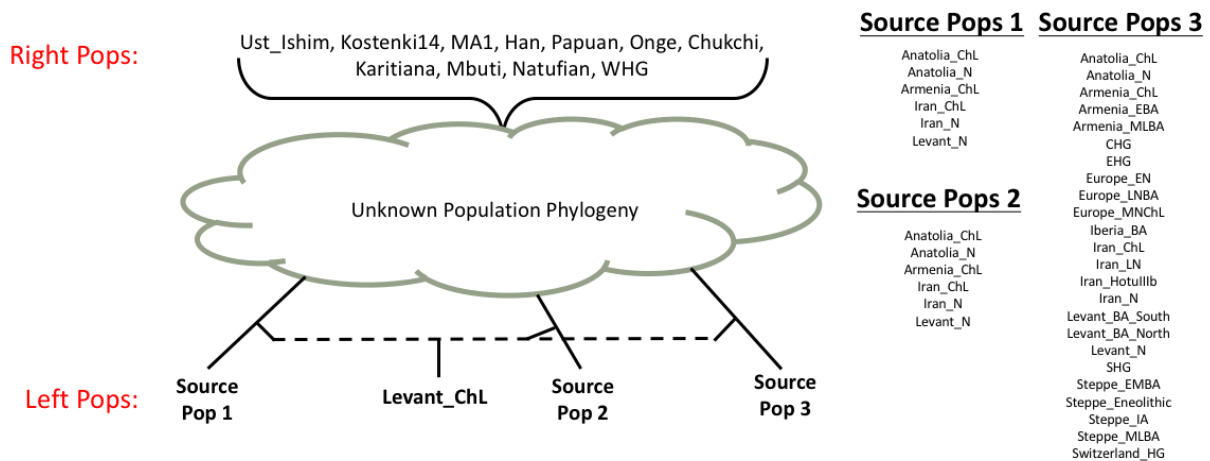 Right Pops:
Ust_Ishim, Kostenki14, MA1, Han, Papuan, Onge, Chukchi,
Karitiana, Mbuti, Natufian, WHG
Unknown Population Phylogeny
Left Pops:
Source
Pop 1
Levant_ChL
Source
Pop 2
Source
Pop 3
Source Pops 1
Anatolia_ChL
Anatolia_N
Armenia_ChL
Iran_ChL
Iran_N
Levant_N
Source Pops 2
Anatolia_ChL
Anatolia_N
Armenia_ChL
Iran_ChL
Iran_N
Levant_N
Source Pops 3
Anatolia_ChL
Anatolia_N
Armenia_ChL
Armenia_EBA
Armenia_MLBA
CHG
EHG
Europe_EN
Europe_LNBA
Europe_MNChL
Iberia_BA
Iran_ChL
Iran_LN
Iran_HotuIIIb
Iran_N
Levant_BA_South
Levant_BA_North
Levant_N
SHG
Steppe_EMBA
Steppe_Eneolithic
Steppe_IA
Steppe_MLBA
Switzerland_HG